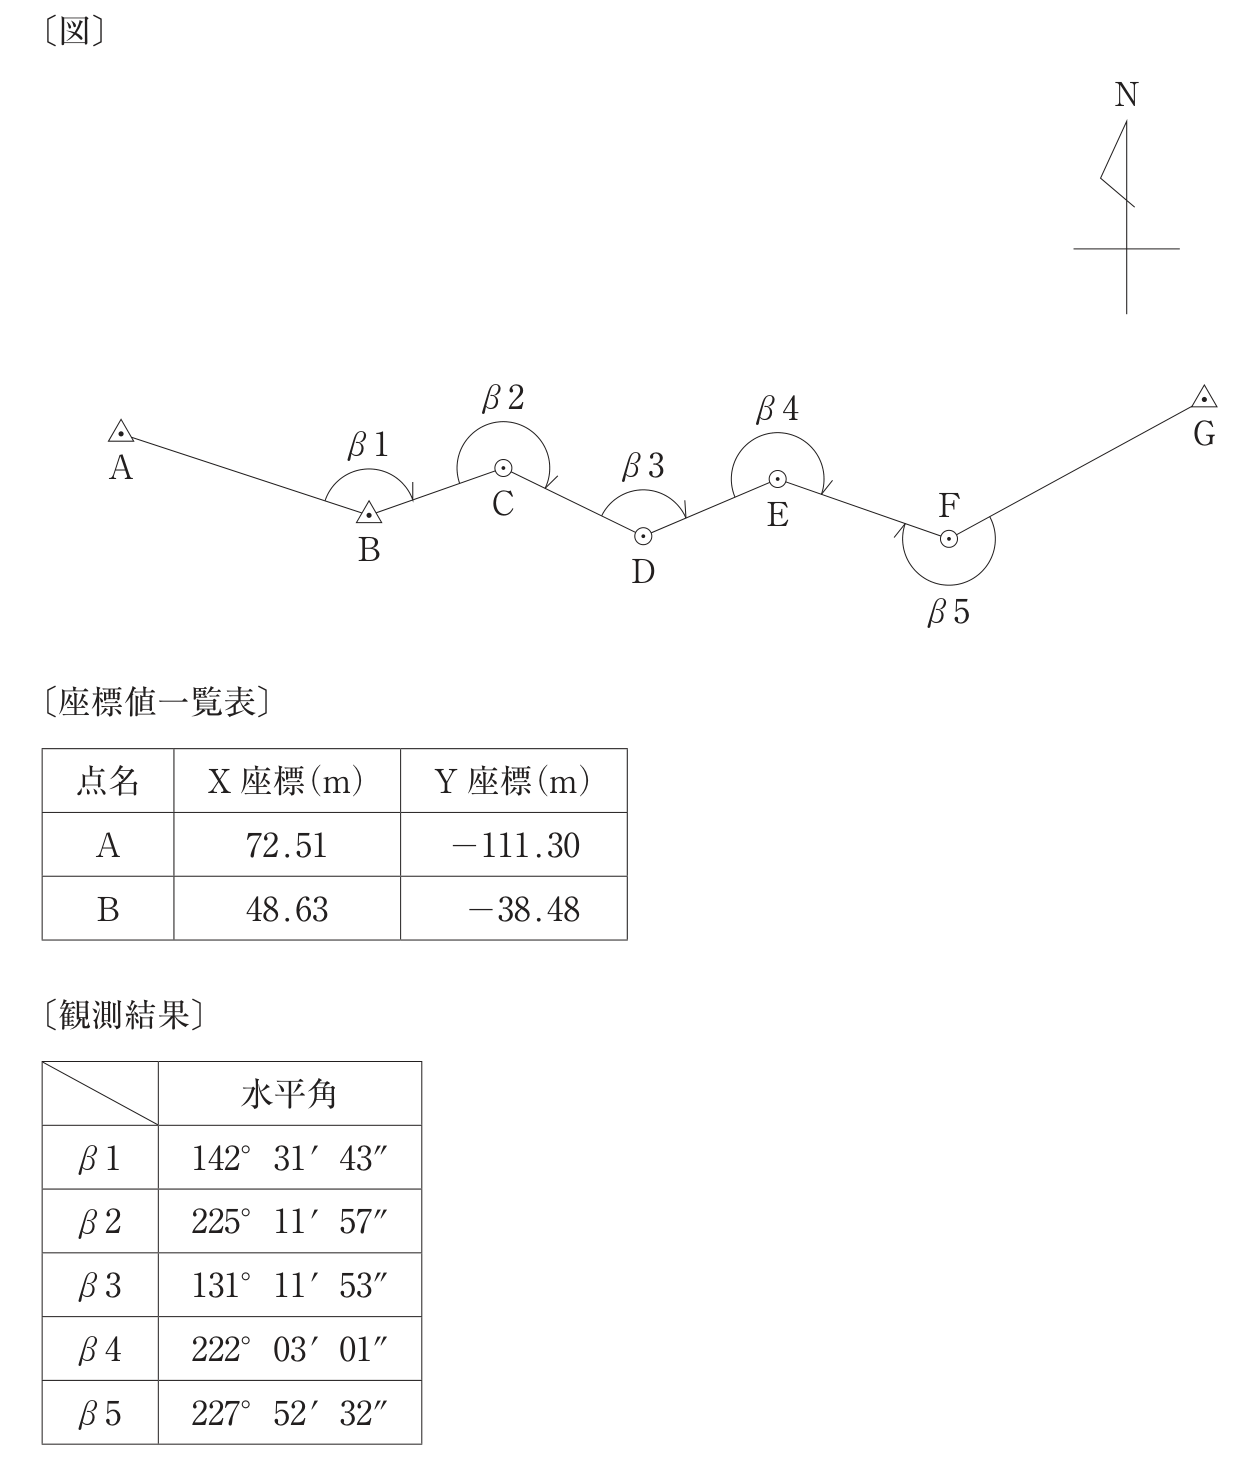 〔図〕
N
β2
β4
A
β1
β3
G
C
E
F
B
D
β5
〔座標値一覧表〕
点名 X 座標(m) Y 座標(m)
A 72.51 −111.30
B 48.63 −38.48
〔観測結果〕
水平角
β1 142° 31′ 43″
β2 225° 11′ 57″
β3 131° 11′ 53″
β4 222° 03′ 01″
β5 227° 52′ 32″